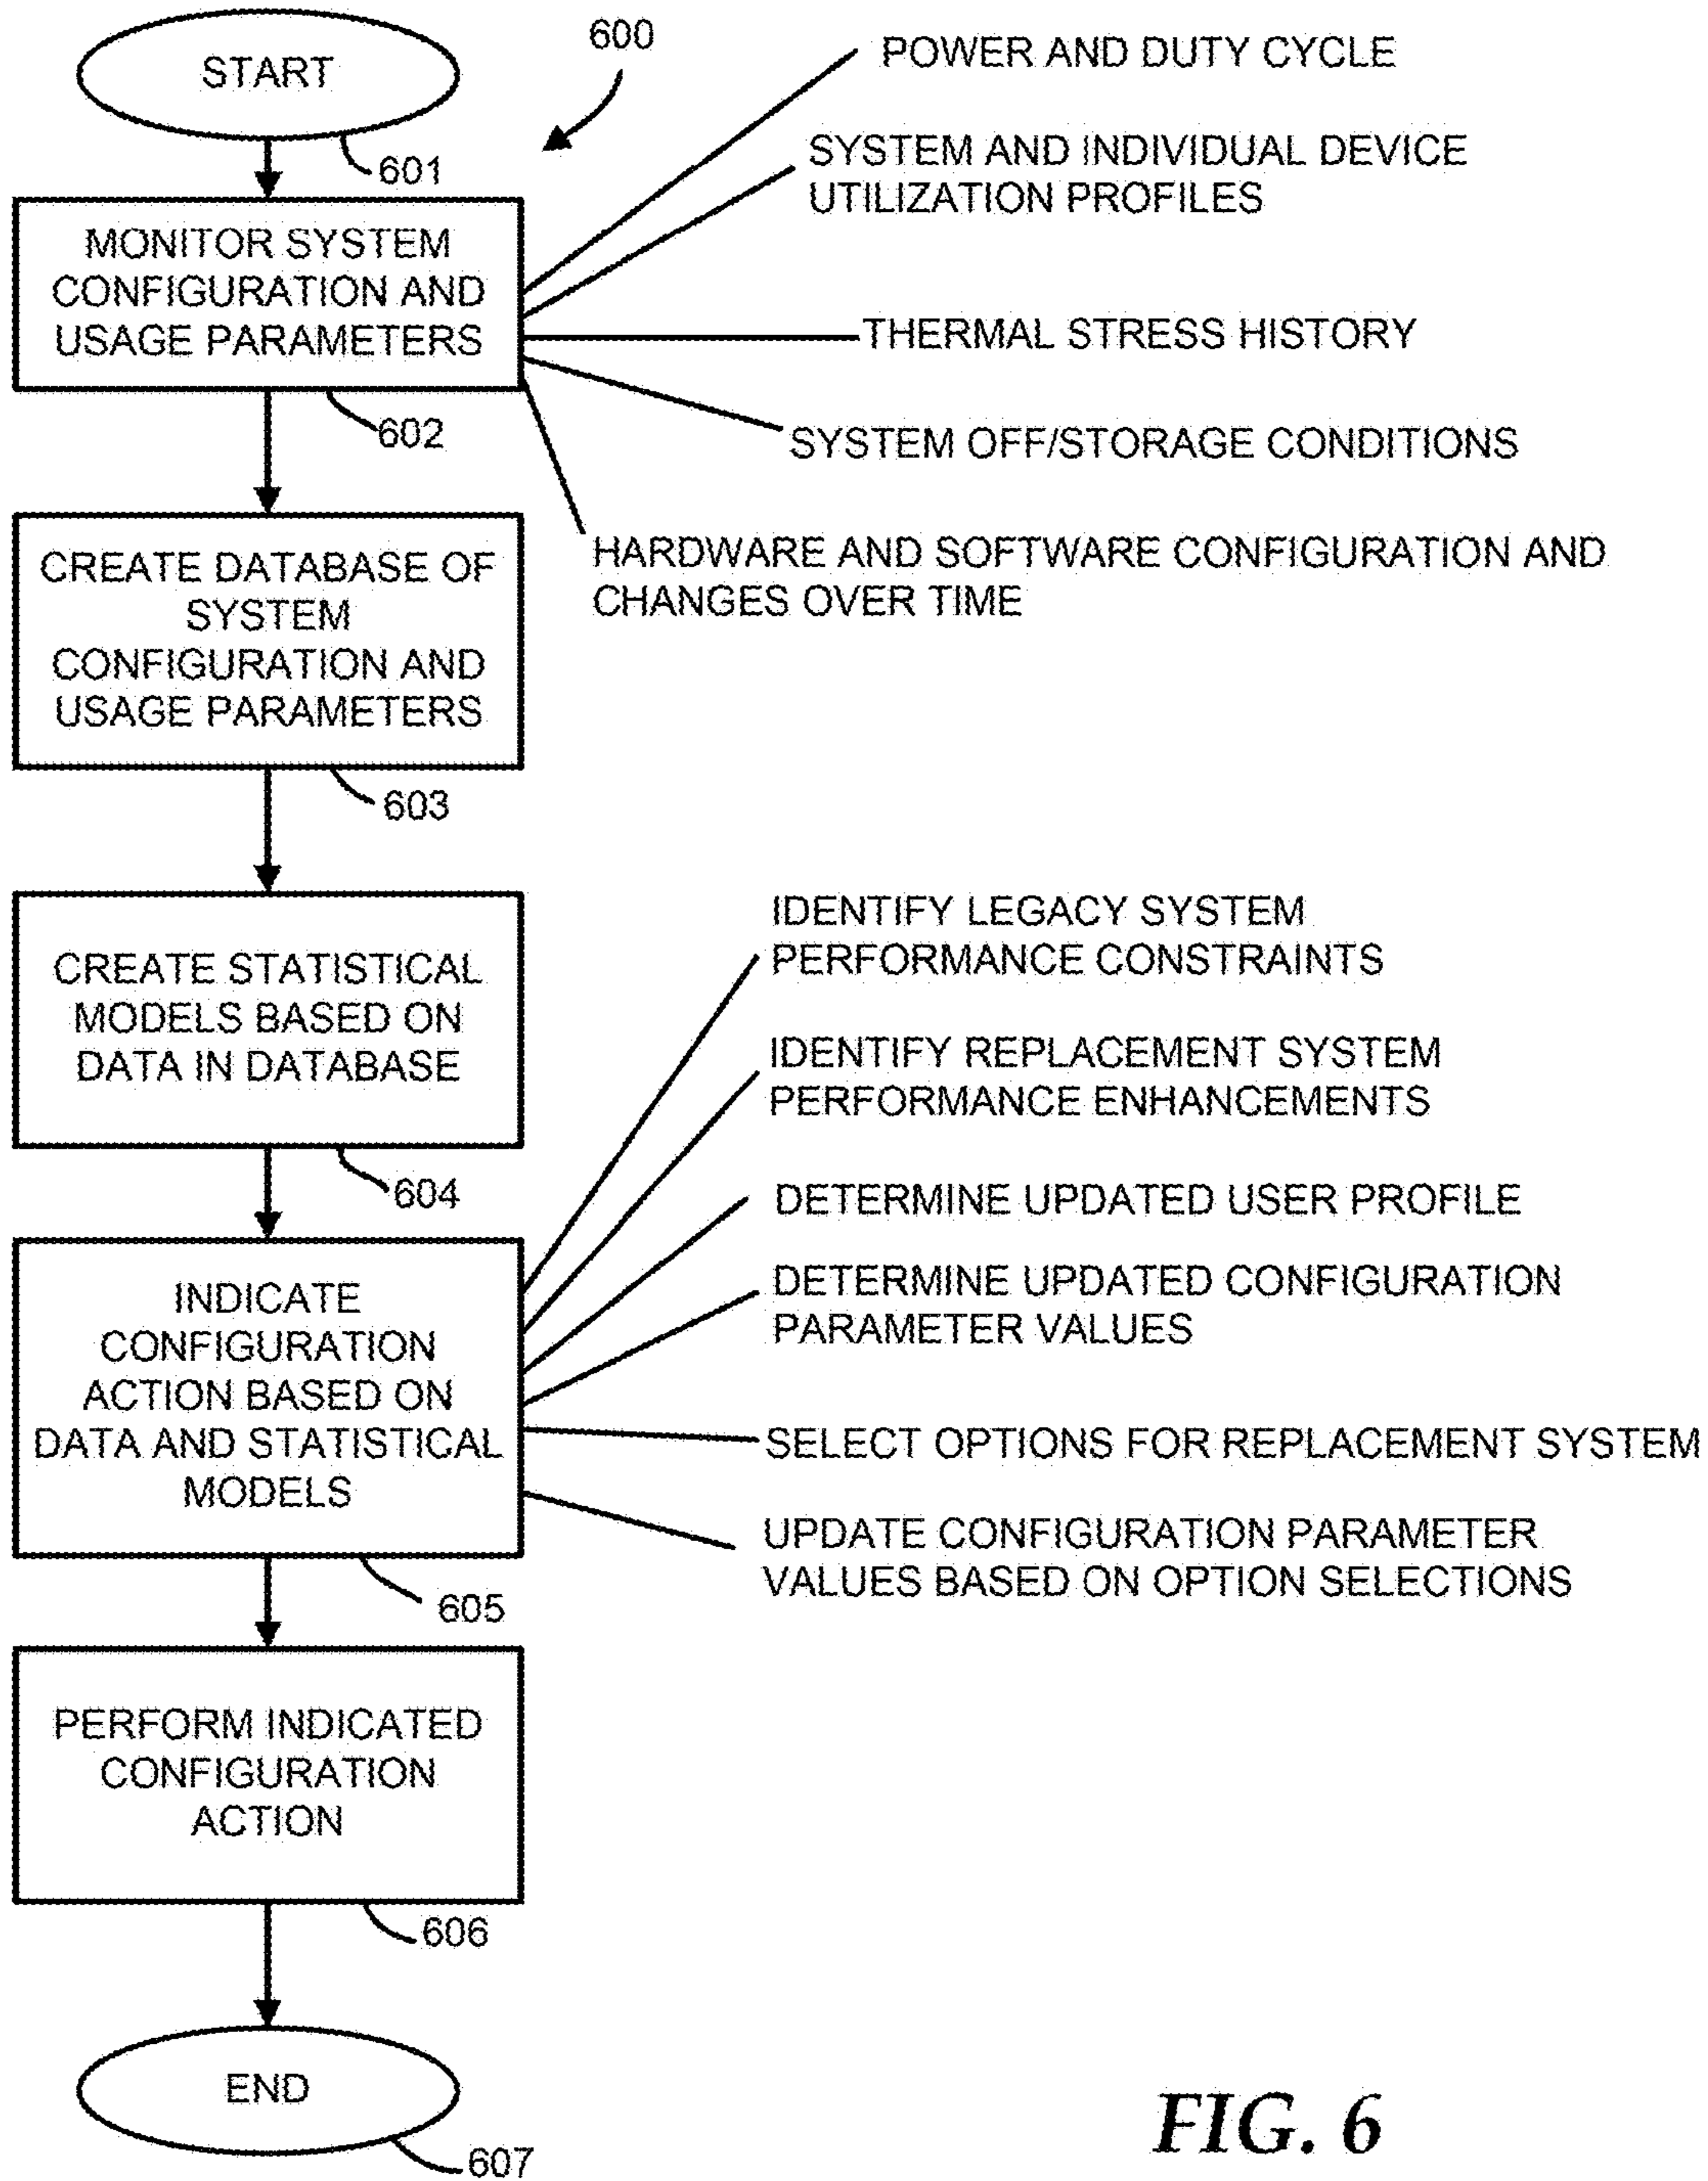 START
601
600
POWER AND DUTY CYCLE
SYSTEM AND INDIVIDUAL DEVICE
UTILIZATION PROFILES
MONITOR SYSTEM
CONFIGURATION AND
USAGE PARAMETERS
602
THERMAL STRESS HISTORY
SYSTEM OFF/STORAGE CONDITIONS
HARDWARE AND SOFTWARE CONFIGURATION AND
CHANGES OVER TIME
CREATE DATABASE OF
SYSTEM
CONFIGURATION AND
USAGE PARAMETERS
603
CREATE STATISTICAL
MODELS BASED ON
DATA IN DATABASE
604
IDENTIFY LEGACY SYSTEM
PERFORMANCE CONSTRAINTS
IDENTIFY REPLACEMENT SYSTEM
PERFORMANCE ENHANCEMENTS
DETERMINE UPDATED USER PROFILE
DETERMINE UPDATED CONFIGURATION
PARAMETER VALUES
SELECT OPTIONS FOR REPLACEMENT SYSTEM
UPDATE CONFIGURATION PARAMETER
VALUES BASED ON OPTION SELECTIONS
INDICATE
CONFIGURATION
ACTION BASED ON
DATA AND STATISTICAL
MODELS
605
PERFORM INDICATED
CONFIGURATION
ACTION
606
END
607
FIG. 6